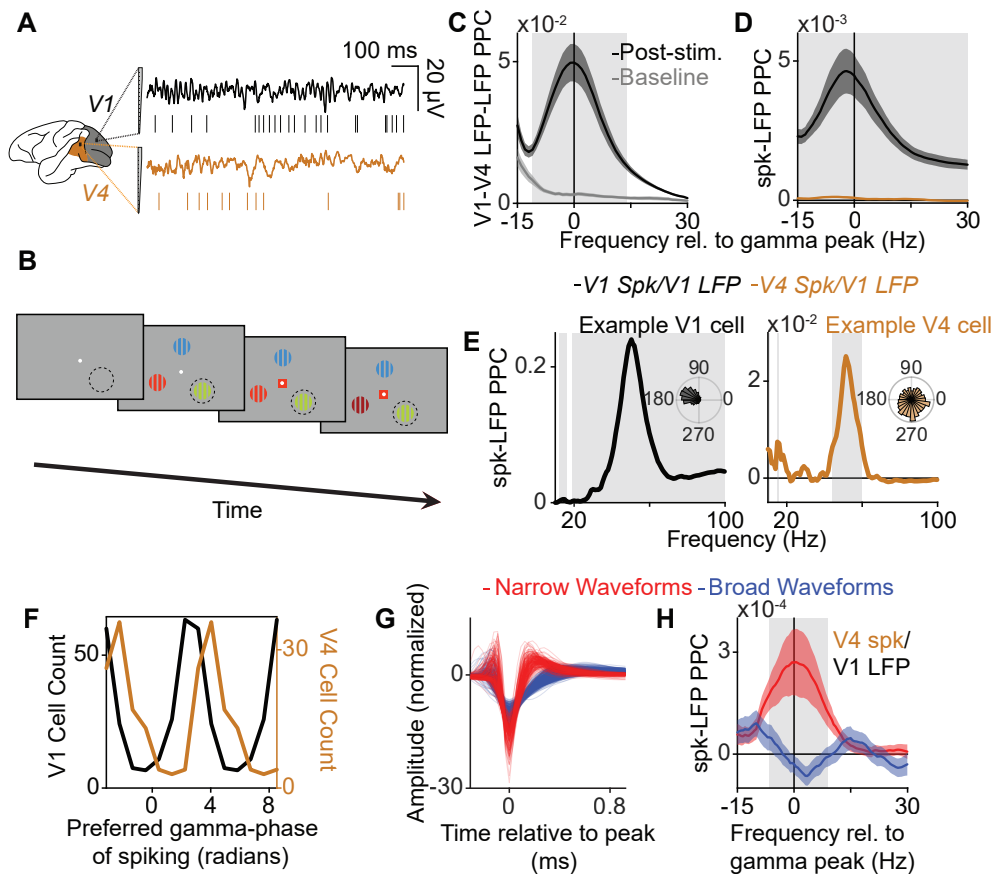 A
100 ms
20 µV
V1
V4
B
Time
C
x10-2
V1-V4 LFP-LFP PPC
5
0
-15
0
30
-Post-stim.
-Baseline
Frequency rel. to gamma peak (Hz)
D
x10-3
spk-LFP PPC
5
0
-15
0
30
-V1 Spk/V1 LFP
-V4 Spk/V1 LFP
E
Example V1 cell
spk-LFP PPC
0.2
0
20
100
90
180
0
270
x10-2
Example V4 cell
2
0
20
100
90
180
0
270
Frequency (Hz)
F
V1 Cell Count
50
0
V4 Cell Count
30
0
0
4
8
Preferred gamma-phase
of spiking (radians)
-Narrow Waveforms
-Broad Waveforms
G
Amplitude (normalized)
0
-30
0
0.8
Time relative to peak
(ms)
H
x10-4
spk-LFP PPC
3
0
V4 spk/
V1 LFP
-15
0
30
Frequency rel. to
gamma peak (Hz)